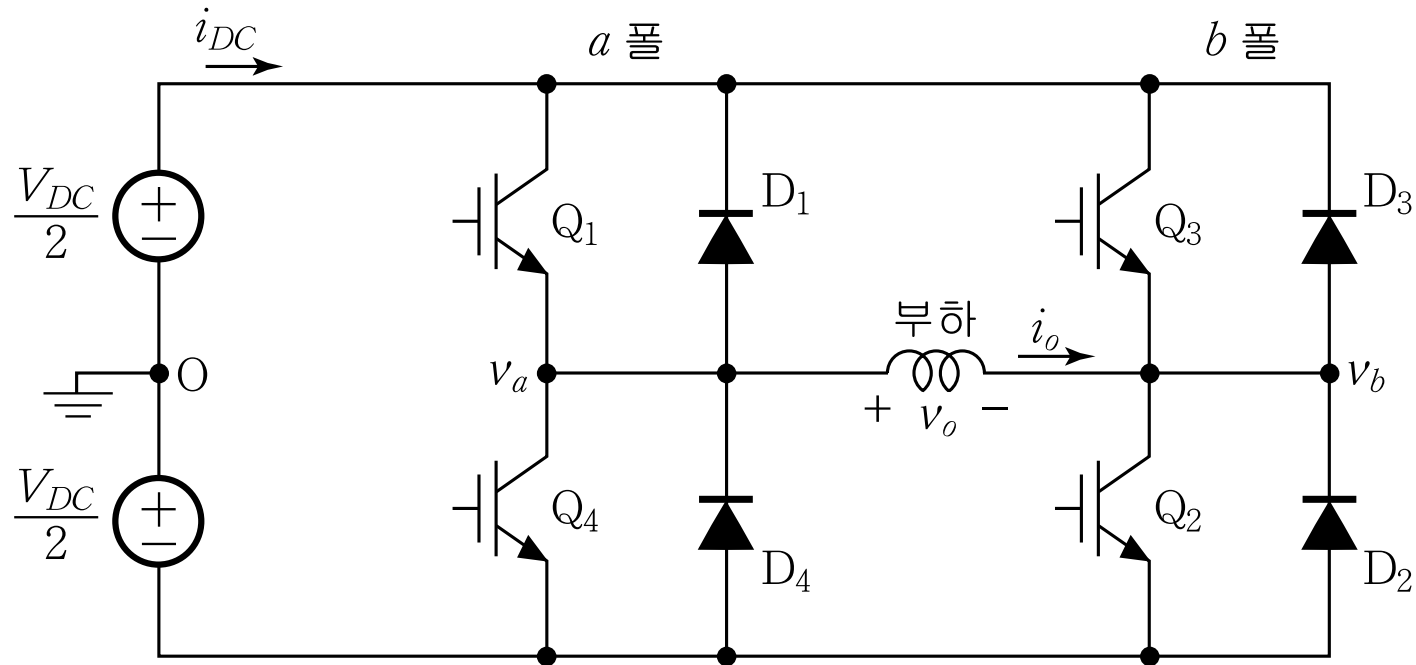 i_DC
a 폴
b 폴
V_DC/2
+
−
Q₁
D₁
Q₃
D₃
O
v_a
부하
i_o
+ v_o −
v_b
V_DC/2
+
−
Q₄
D₄
Q₂
D₂